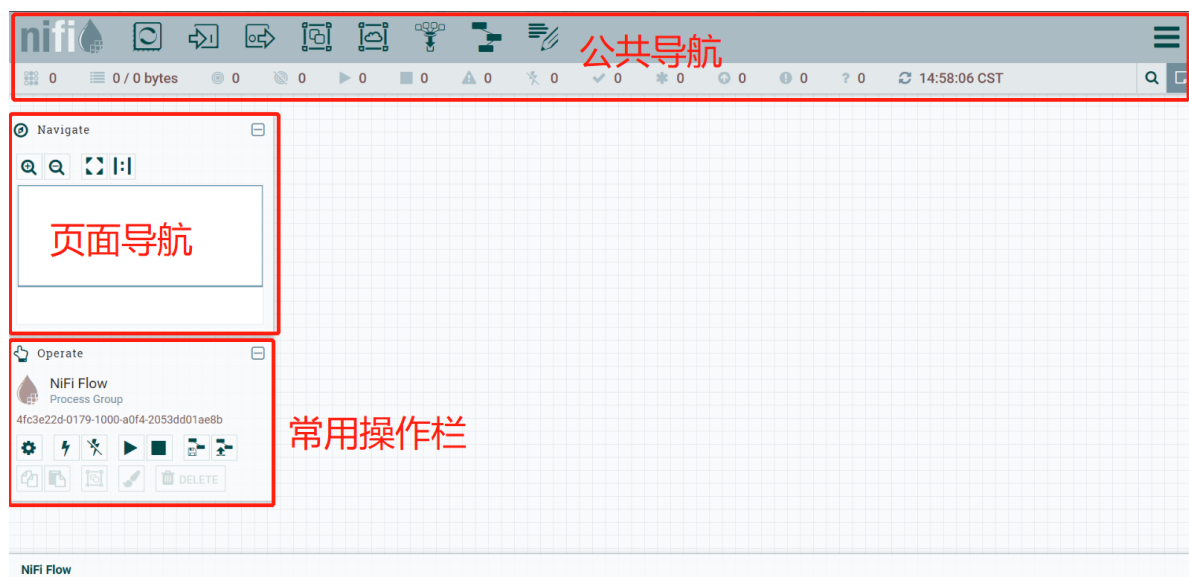 nifi
公共导航
0 0 / 0 bytes 0 0 0 0 0 0 0 0 0 0 ? 0 14:58:06 CST
Navigate
页面导航
Operate
NiFi Flow
Process Group
4fc3e22d-0179-1000-a0f4-2053dd01ae8b
常用操作栏
DELETE
NiFi Flow